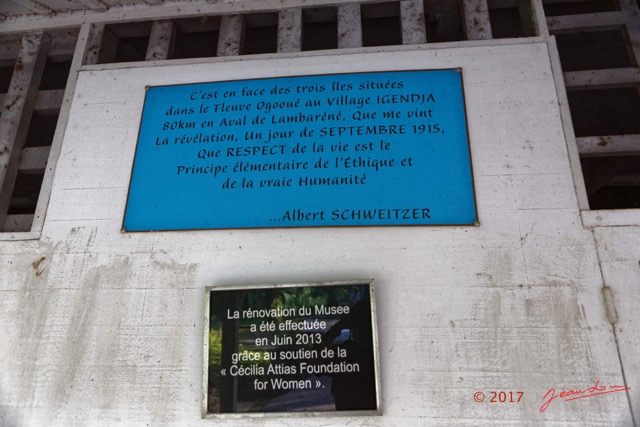 C'est en face des trois Îles situées
dans le Fleuve Ogooué au Village IGENDJA
80km en Aval de Lambaréné, Que me vint
La révélation, Un jour de SEPTEMBRE 1915,
Que RESPECT de la vie est le
Principe élémentaire de l'Éthique et
de la vraie Humanité
...Albert SCHWEITZER
La rénovation du Musee
a été effectuée
en Juin 2013
grâce au soutien de la
« Cécilia Attias Foundation
for Women ».
© 2017 Jean Lou